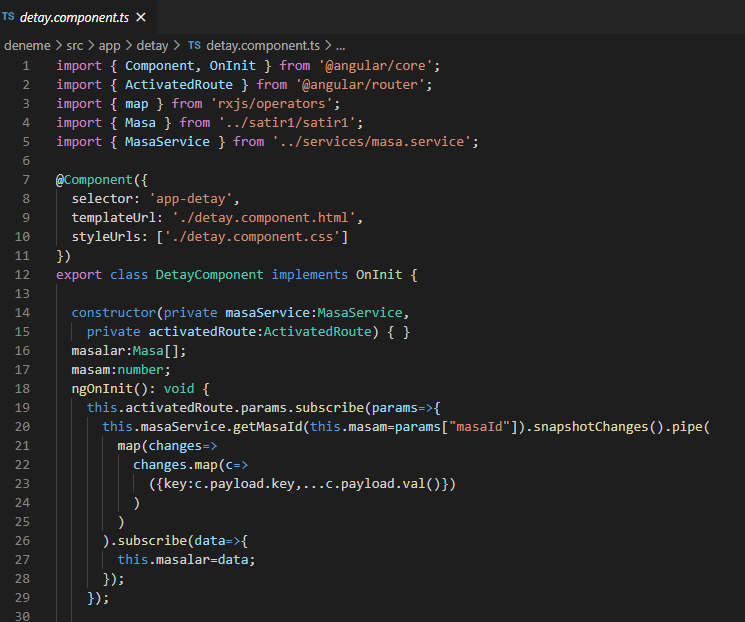 TS detay.component.ts ×
deneme > src > app > detay > TS detay.component.ts > ...
1 import { Component, OnInit } from '@angular/core';
2 import { ActivatedRoute } from '@angular/router';
3 import { map } from 'rxjs/operators';
4 import { Masa } from '../satir1/satir1';
5 import { MasaService } from '../services/masa.service';
6
7 @Component({
8   selector: 'app-detay',
9   templateUrl: './detay.component.html',
10   styleUrls: ['./detay.component.css']
11 })
12 export class DetayComponent implements OnInit {
13
14   constructor(private masaService:MasaService,
15     private activatedRoute:ActivatedRoute) { }
16   masalar:Masa[];
17   masam:number;
18   ngOnInit(): void {
19     this.activatedRoute.params.subscribe(params=>{
20       this.masaService.getMasaId(this.masam=params["masaId"]).snapshotChanges().pipe(
21         map(changes=>
22           changes.map(c=>
23             ({key:c.payload.key,...c.payload.val()})
24           )
25         )
26       ).subscribe(data=>{
27         this.masalar=data;
28       });
29     });
30